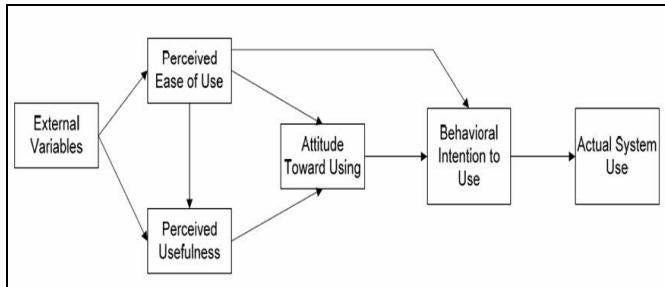 Perceived
Ease of Use
External
Variables
Attitude
Toward Using
Behavioral
Intention to
Use
Actual System
Use
Perceived
Usefulness